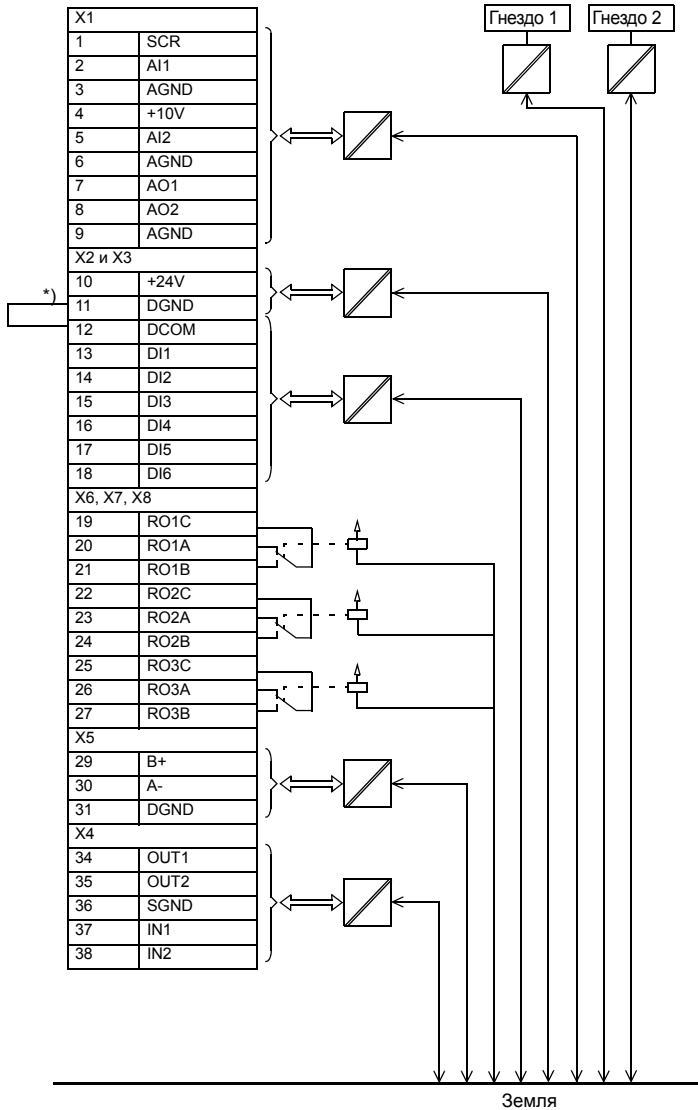 Гнездо 1 Гнездо 2
X1
1 SCR
2 AI1
3 AGND
4 +10V
5 AI2
6 AGND
7 AO1
8 AO2
9 AGND
X2 и X3
10 +24V
*)
11 DGND
12 DCOM
13 DI1
14 DI2
15 DI3
16 DI4
17 DI5
18 DI6
X6, X7, X8
19 RO1C
20 RO1A
21 RO1B
22 RO2C
23 RO2A
24 RO2B
25 RO3C
26 RO3A
27 RO3B
X5
29 B+
30 A-
31 DGND
X4
34 OUT1
35 OUT2
36 SGND
37 IN1
38 IN2
Земля